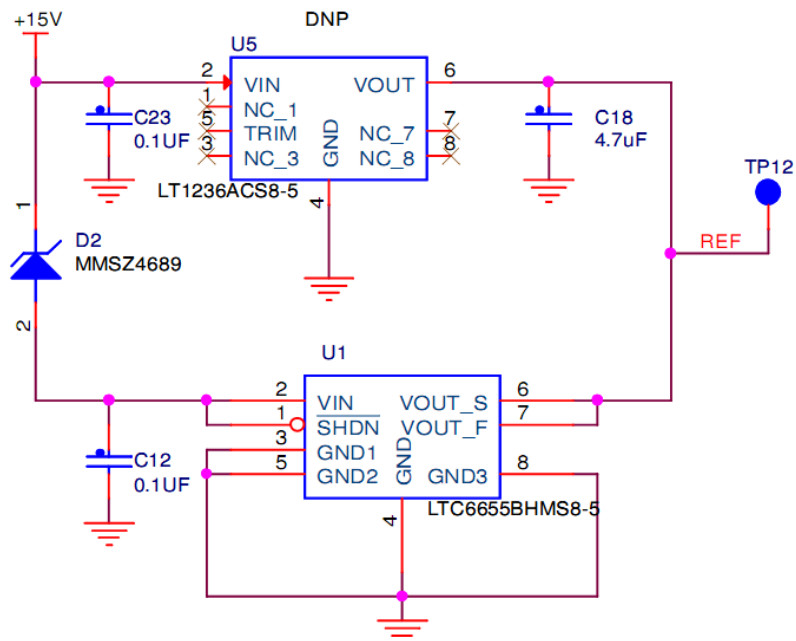 +15V
DNP
U5
2
VIN
VOUT
6
1
NC_1
5
TRIM
NC_7
7
3
NC_3
GND
NC_8
8
LT1236ACS8-5
4
C23
0.1UF
C18
4.7uF
TP12
REF
1
D2
MMSZ4689
2
U1
2
VIN
VOUT_S
6
1
SHDN
VOUT_F
7
3
GND1
5
GND2
GND
GND3
8
LTC6655BHMS8-5
4
C12
0.1UF